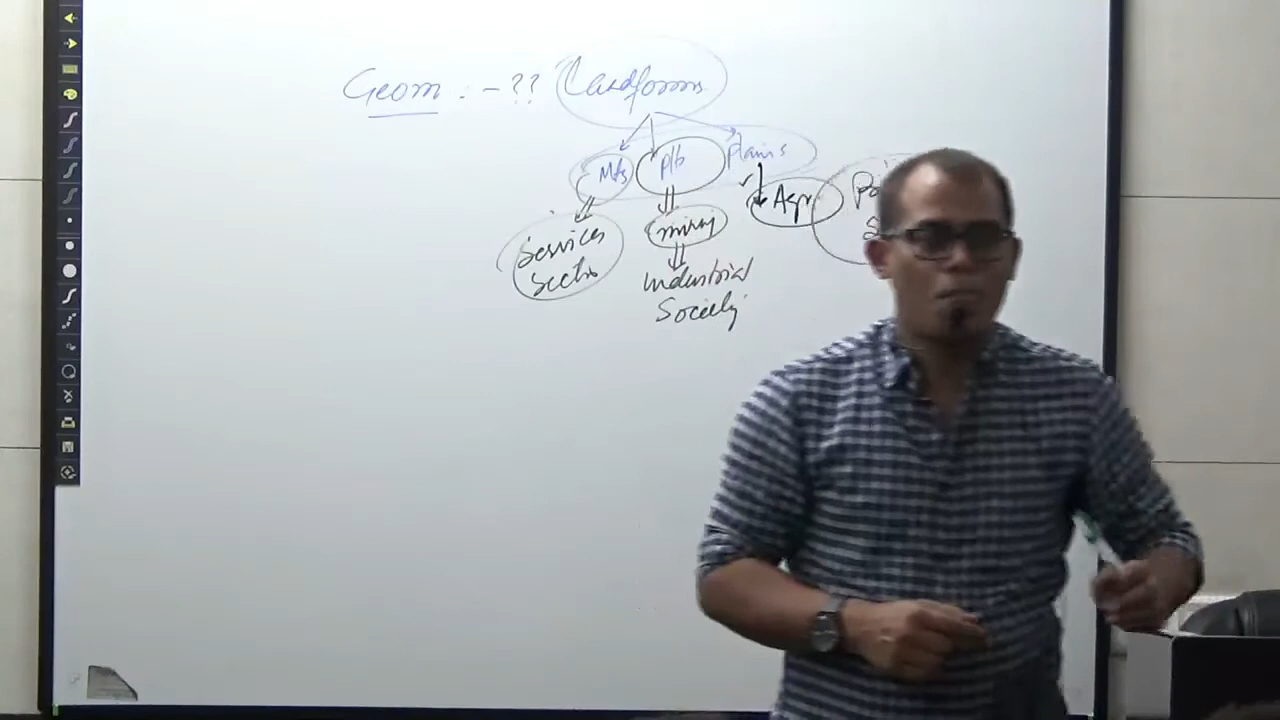 Geom : - ?? Landforms
Mts Plt Plains
Agr
Services
Sector
mining
Industrial
Society